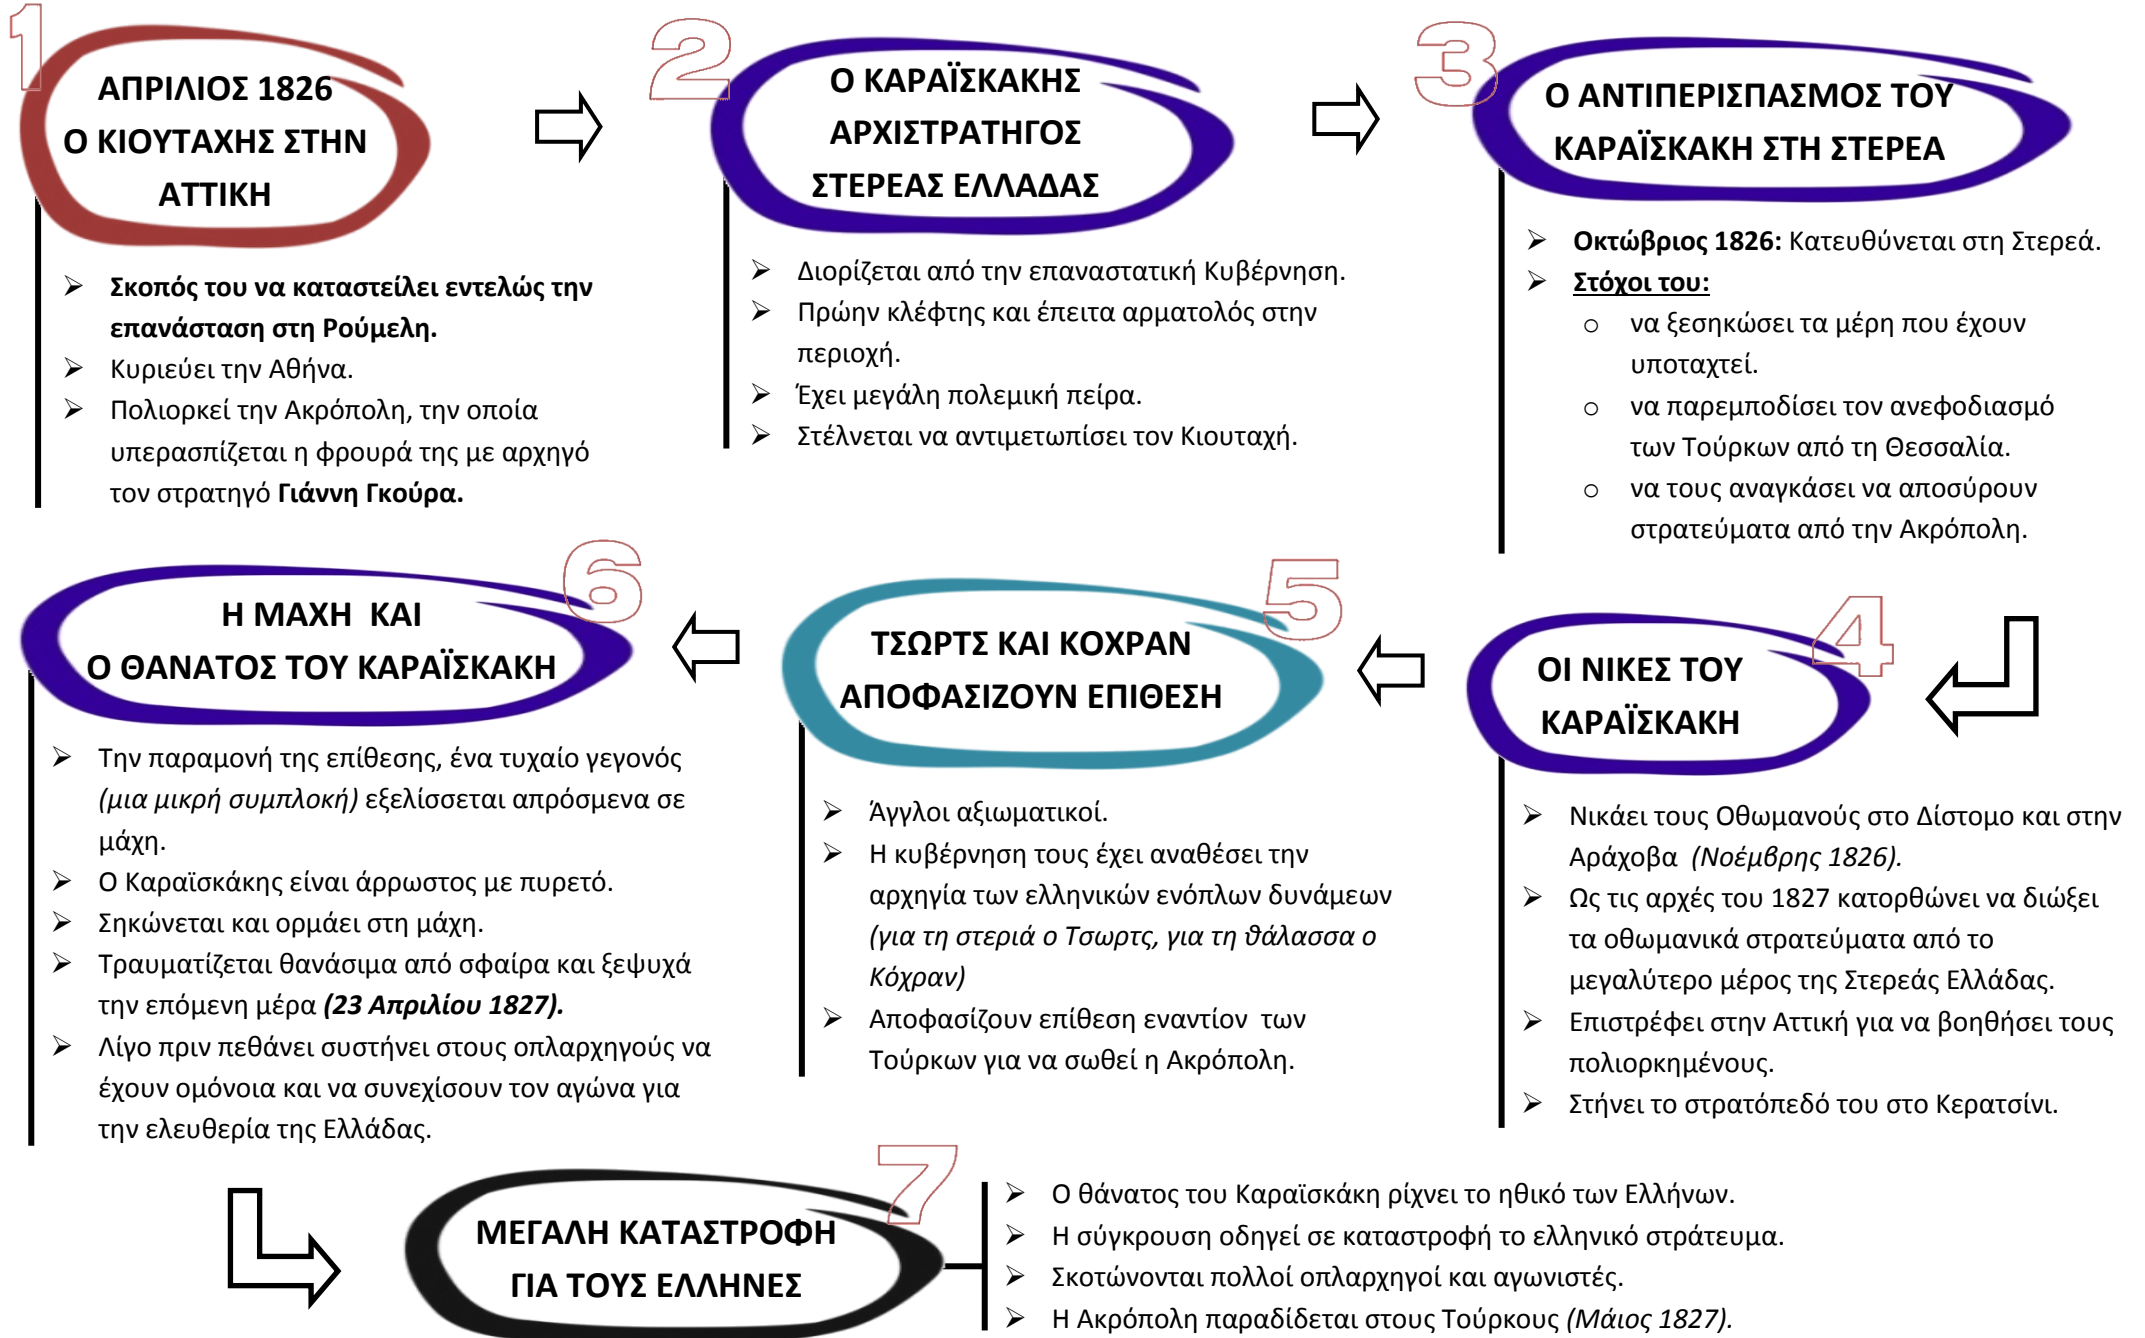 1
ΑΠΡΙΛΙΟΣ 1826
Ο ΚΙΟΥΤΑΧΗΣ ΣΤΗΝ
ΑΤΤΙΚΗ
➢ Σκοπός του να καταστείλει εντελώς την
επανάσταση στη Ρούμελη.
➢ Κυριεύει την Αθήνα.
➢ Πολιορκεί την Ακρόπολη, την οποία
υπερασπίζεται η φρουρά της με αρχηγό
τον στρατηγό Γιάννη Γκούρα.
2
Ο ΚΑΡΑΪΣΚΑΚΗΣ
ΑΡΧΙΣΤΡΑΤΗΓΟΣ
ΣΤΕΡΕΑΣ ΕΛΛΑΔΑΣ
➢ Διορίζεται από την επαναστατική Κυβέρνηση.
➢ Πρώην κλέφτης και έπειτα αρματολός στην
περιοχή.
➢ Έχει μεγάλη πολεμική πείρα.
➢ Στέλνεται να αντιμετωπίσει τον Κιουταχή.
3
Ο ΑΝΤΙΠΕΡΙΣΠΑΣΜΟΣ ΤΟΥ
ΚΑΡΑΪΣΚΑΚΗ ΣΤΗ ΣΤΕΡΕΑ
➢ Οκτώβριος 1826: Κατευθύνεται στη Στερεά.
➢ Στόχοι του:
o να ξεσηκώσει τα μέρη που έχουν
υποταχτεί.
o να παρεμποδίσει τον ανεφοδιασμό
των Τούρκων από τη Θεσσαλία.
o να τους αναγκάσει να αποσύρουν
στρατεύματα από την Ακρόπολη.
4
ΟΙ ΝΙΚΕΣ ΤΟΥ
ΚΑΡΑΪΣΚΑΚΗ
➢ Νικάει τους Οθωμανούς στο Δίστομο και στην
Αράχοβα (Νοέμβρης 1826).
➢ Ως τις αρχές του 1827 κατορθώνει να διώξει
τα οθωμανικά στρατεύματα από το
μεγαλύτερο μέρος της Στερεάς Ελλάδας.
➢ Επιστρέφει στην Αττική για να βοηθήσει τους
πολιορκημένους.
➢ Στήνει το στρατόπεδό του στο Κερατσίνι.
5
ΤΣΩΡΤΣ ΚΑΙ ΚΟΧΡΑΝ
ΑΠΟΦΑΣΙΖΟΥΝ ΕΠΙΘΕΣΗ
➢ Άγγλοι αξιωματικοί.
➢ Η κυβέρνηση τους έχει αναθέσει την
αρχηγία των ελληνικών ενόπλων δυνάμεων
(για τη στεριά ο Τσωρτς, για τη θάλασσα ο
Κόχραν)
➢ Αποφασίζουν επίθεση εναντίον των
Τούρκων για να σωθεί η Ακρόπολη.
6
Η ΜΑΧΗ ΚΑΙ
Ο ΘΑΝΑΤΟΣ ΤΟΥ ΚΑΡΑΪΣΚΑΚΗ
➢ Την παραμονή της επίθεσης, ένα τυχαίο γεγονός
(μια μικρή συμπλοκή) εξελίσσεται απρόσμενα σε
μάχη.
➢ Ο Καραϊσκάκης είναι άρρωστος με πυρετό.
➢ Σηκώνεται και ορμάει στη μάχη.
➢ Τραυματίζεται θανάσιμα από σφαίρα και ξεψυχά
την επόμενη μέρα (23 Απριλίου 1827).
➢ Λίγο πριν πεθάνει συστήνει στους οπλαρχηγούς να
έχουν ομόνοια και να συνεχίσουν τον αγώνα για
την ελευθερία της Ελλάδας.
7
ΜΕΓΑΛΗ ΚΑΤΑΣΤΡΟΦΗ
ΓΙΑ ΤΟΥΣ ΕΛΛΗΝΕΣ
➢ Ο θάνατος του Καραϊσκάκη ρίχνει το ηθικό των Ελλήνων.
➢ Η σύγκρουση οδηγεί σε καταστροφή το ελληνικό στράτευμα.
➢ Σκοτώνονται πολλοί οπλαρχηγοί και αγωνιστές.
➢ Η Ακρόπολη παραδίδεται στους Τούρκους (Μάιος 1827).